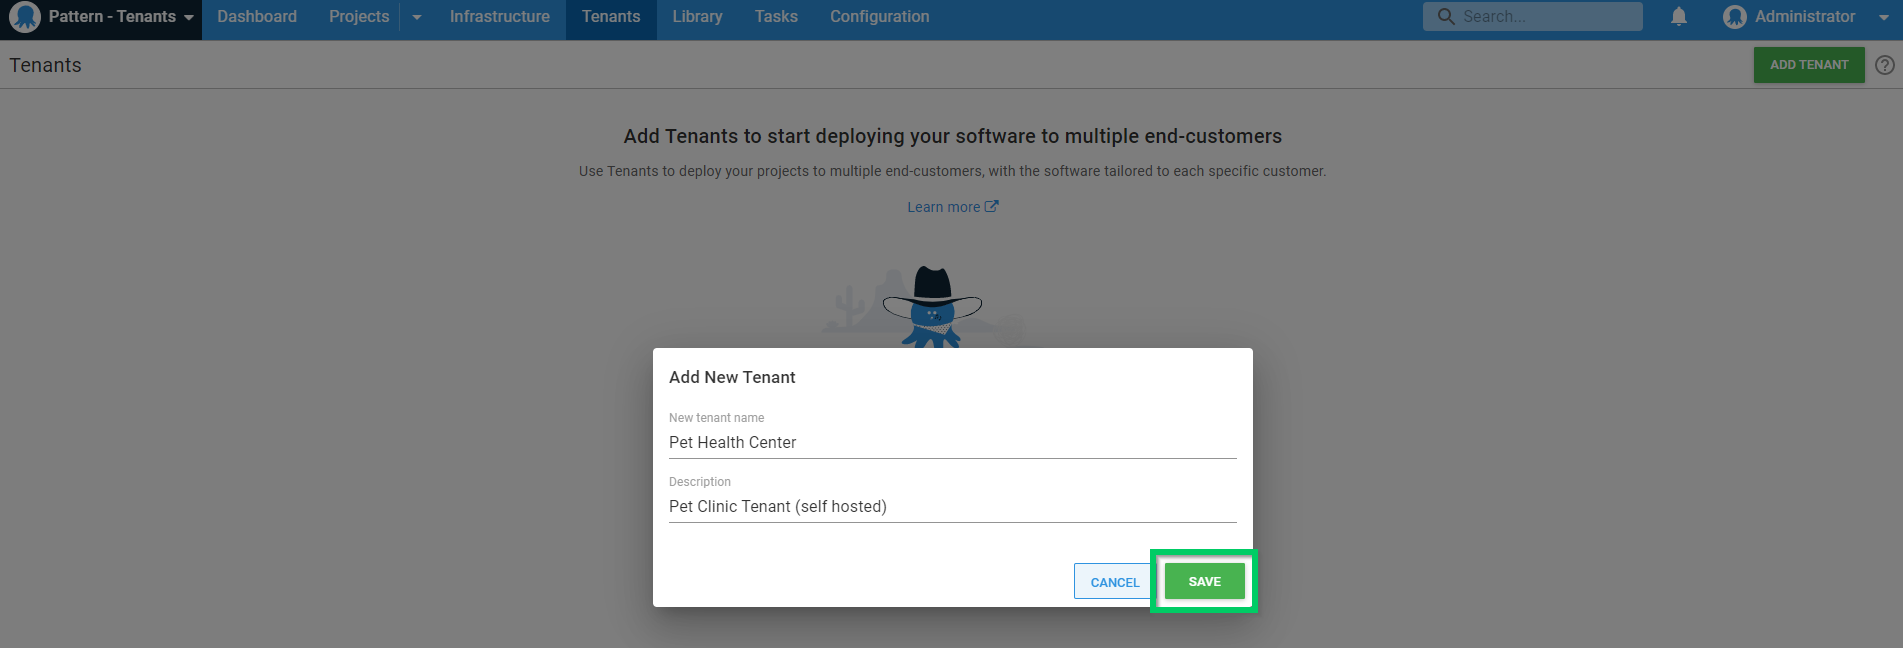 Pattern - Tenants Dashboard Projects Infrastructure Tenants Library Tasks Configuration Search... Administrator
Tenants ADD TENANT ?
Add Tenants to start deploying your software to multiple end-customers
Use Tenants to deploy your projects to multiple end-customers, with the software tailored to each specific customer.
Learn more
Add New Tenant
New tenant name
Pet Health Center
Description
Pet Clinic Tenant (self hosted)
CANCEL SAVE